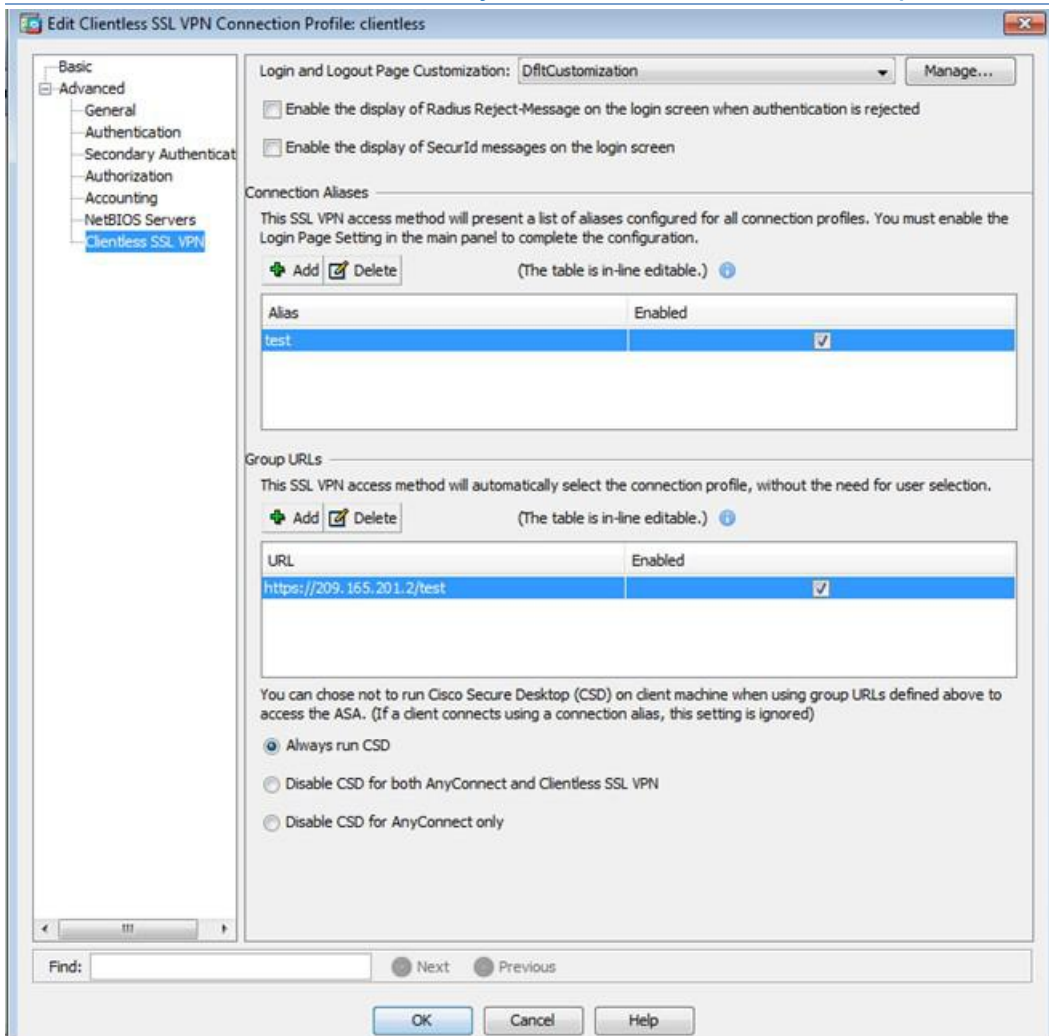 Edit Clientless SSL VPN Connection Profile: clientless
Basic
Advanced
General
Authentication
Secondary Authenticat
Authorization
Accounting
NetBIOS Servers
Clientless SSL VPN
Login and Logout Page Customization: DfltCustomization Manage...
Enable the display of Radius Reject-Message on the login screen when authentication is rejected
Enable the display of SecurId messages on the login screen
Connection Aliases
This SSL VPN access method will present a list of aliases configured for all connection profiles. You must enable the
Login Page Setting in the main panel to complete the configuration.
Add Delete (The table is in-line editable.)
Alias Enabled
test
Group URLs
This SSL VPN access method will automatically select the connection profile, without the need for user selection.
Add Delete (The table is in-line editable.)
URL Enabled
https://209.165.201.2/test
You can chose not to run Cisco Secure Desktop (CSD) on client machine when using group URLs defined above to
access the ASA. (If a client connects using a connection alias, this setting is ignored)
Always run CSD
Disable CSD for both AnyConnect and Clientless SSL VPN
Disable CSD for AnyConnect only
Find: Next Previous
OK Cancel Help